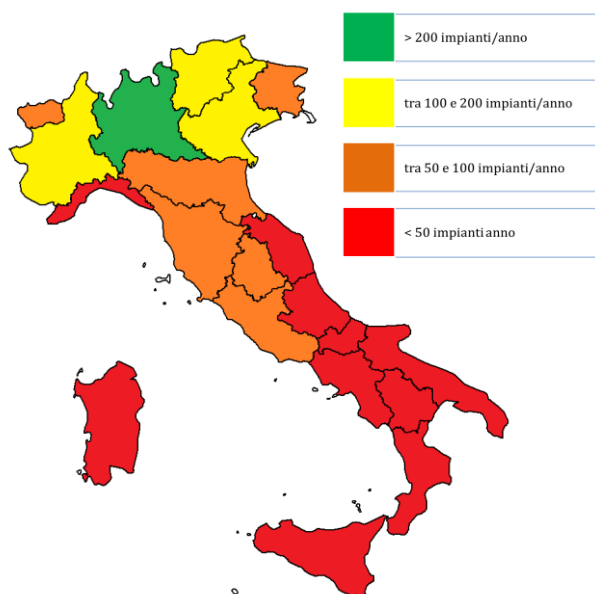 > 200 impianti/anno
tra 100 e 200 impianti/anno
tra 50 e 100 impianti/anno
< 50 impianti anno